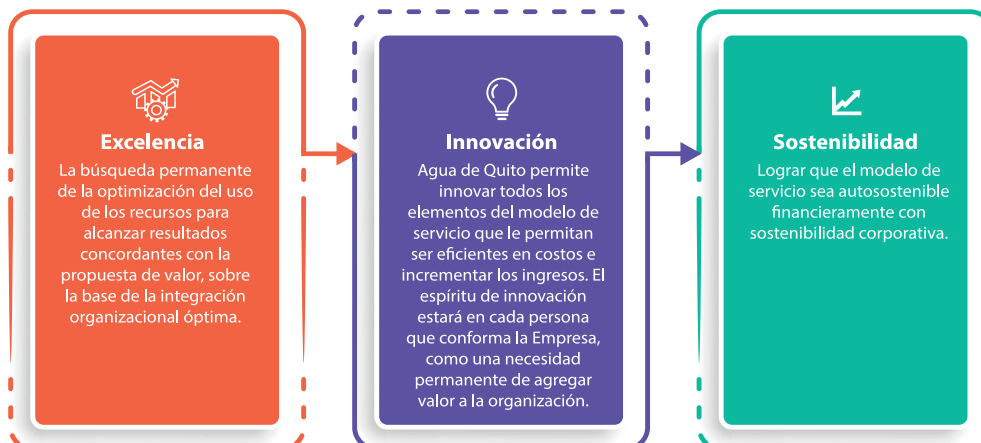 Excelencia
La búsqueda permanente
de la optimización del uso
de los recursos para
alcanzar resultados
concordantes con la
propuesta de valor, sobre
la base de la integración
organizacional óptima.
Innovación
Agua de Quito permite
innovar todos los
elementos del modelo de
servicio que le permitan
ser eficientes en costos e
incrementar los ingresos. El
espíritu de innovación
estará en cada persona
que conforma la Empresa,
como una necesidad
permanente de agregar
valor a la organización.
Sostenibilidad
Lograr que el modelo de
servicio sea autosostenible
financieramente con
sostenibilidad corporativa.